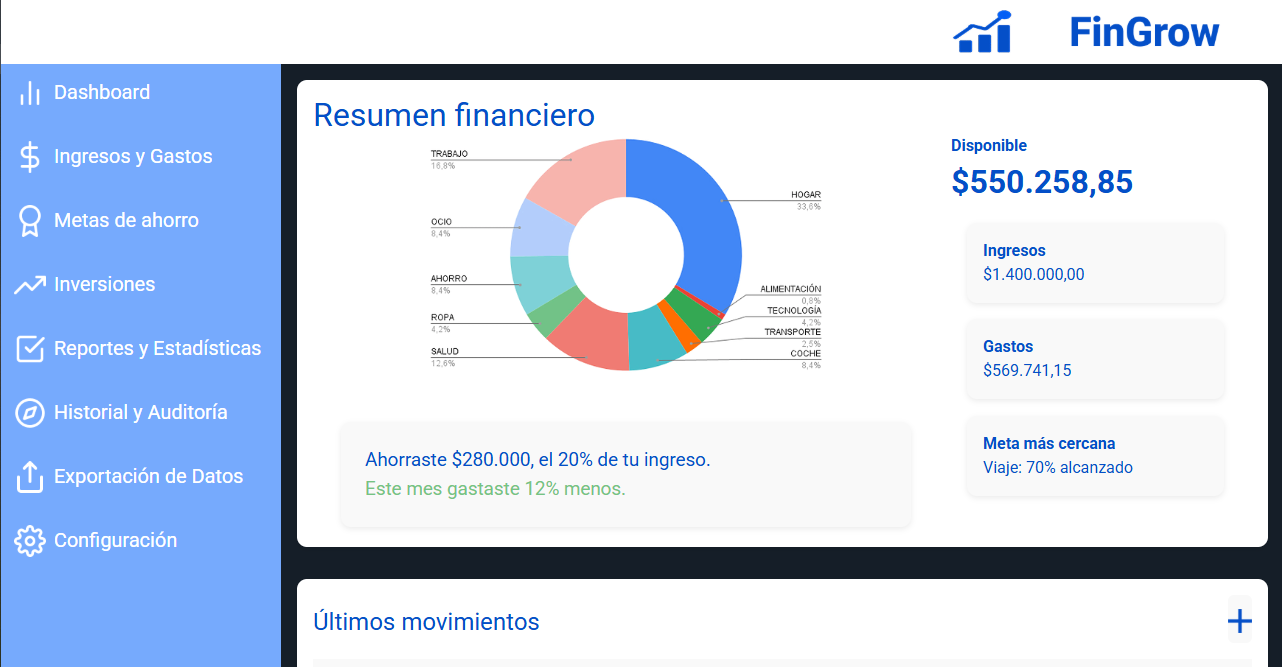 FinGrow
Dashboard
Ingresos y Gastos
Metas de ahorro
Inversiones
Reportes y Estadísticas
Historial y Auditoría
Exportación de Datos
Configuración
Resumen financiero
TRABAJO
16,8%
OCIO
8,4%
AHORRO
8,4%
ROPA
4,2%
SALUD
12,6%
HOGAR
33,6%
ALIMENTACIÓN
0,8%
TECNOLOGÍA
4,2%
TRANSPORTE
2,5%
COCHE
8,4%
Ahorraste $280.000, el 20% de tu ingreso.
Este mes gastaste 12% menos.
Disponible
$550.258,85
Ingresos
$1.400.000,00
Gastos
$569.741,15
Meta más cercana
Viaje: 70% alcanzado
Últimos movimientos